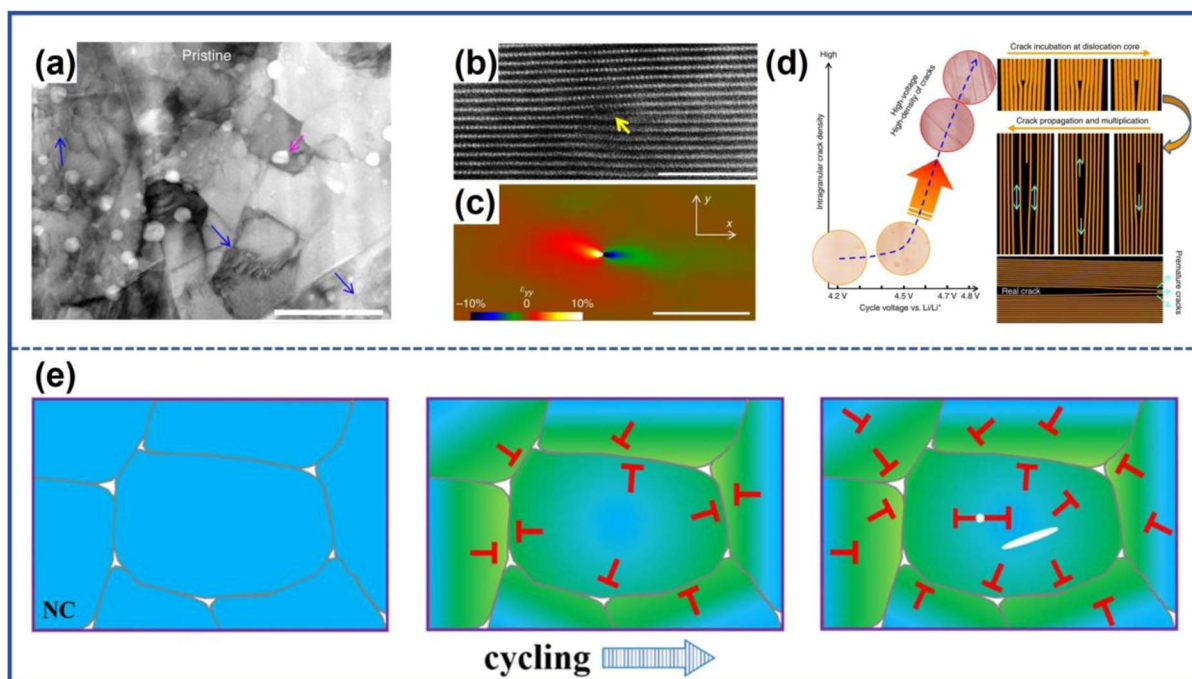 (a)
Pristine
(b)
(c)
y
x
εyy
−10% 0 10%
(d)
High
Intragranular crack density
High-voltage
High-density of cracks
4.2 V 4.5 V 4.7 V 4.8 V
Cycle voltage vs. Li/Li+
Crack incubation at dislocation core
Crack propagation and multiplication
Real crack
Premature cracks
(e)
NC
cycling